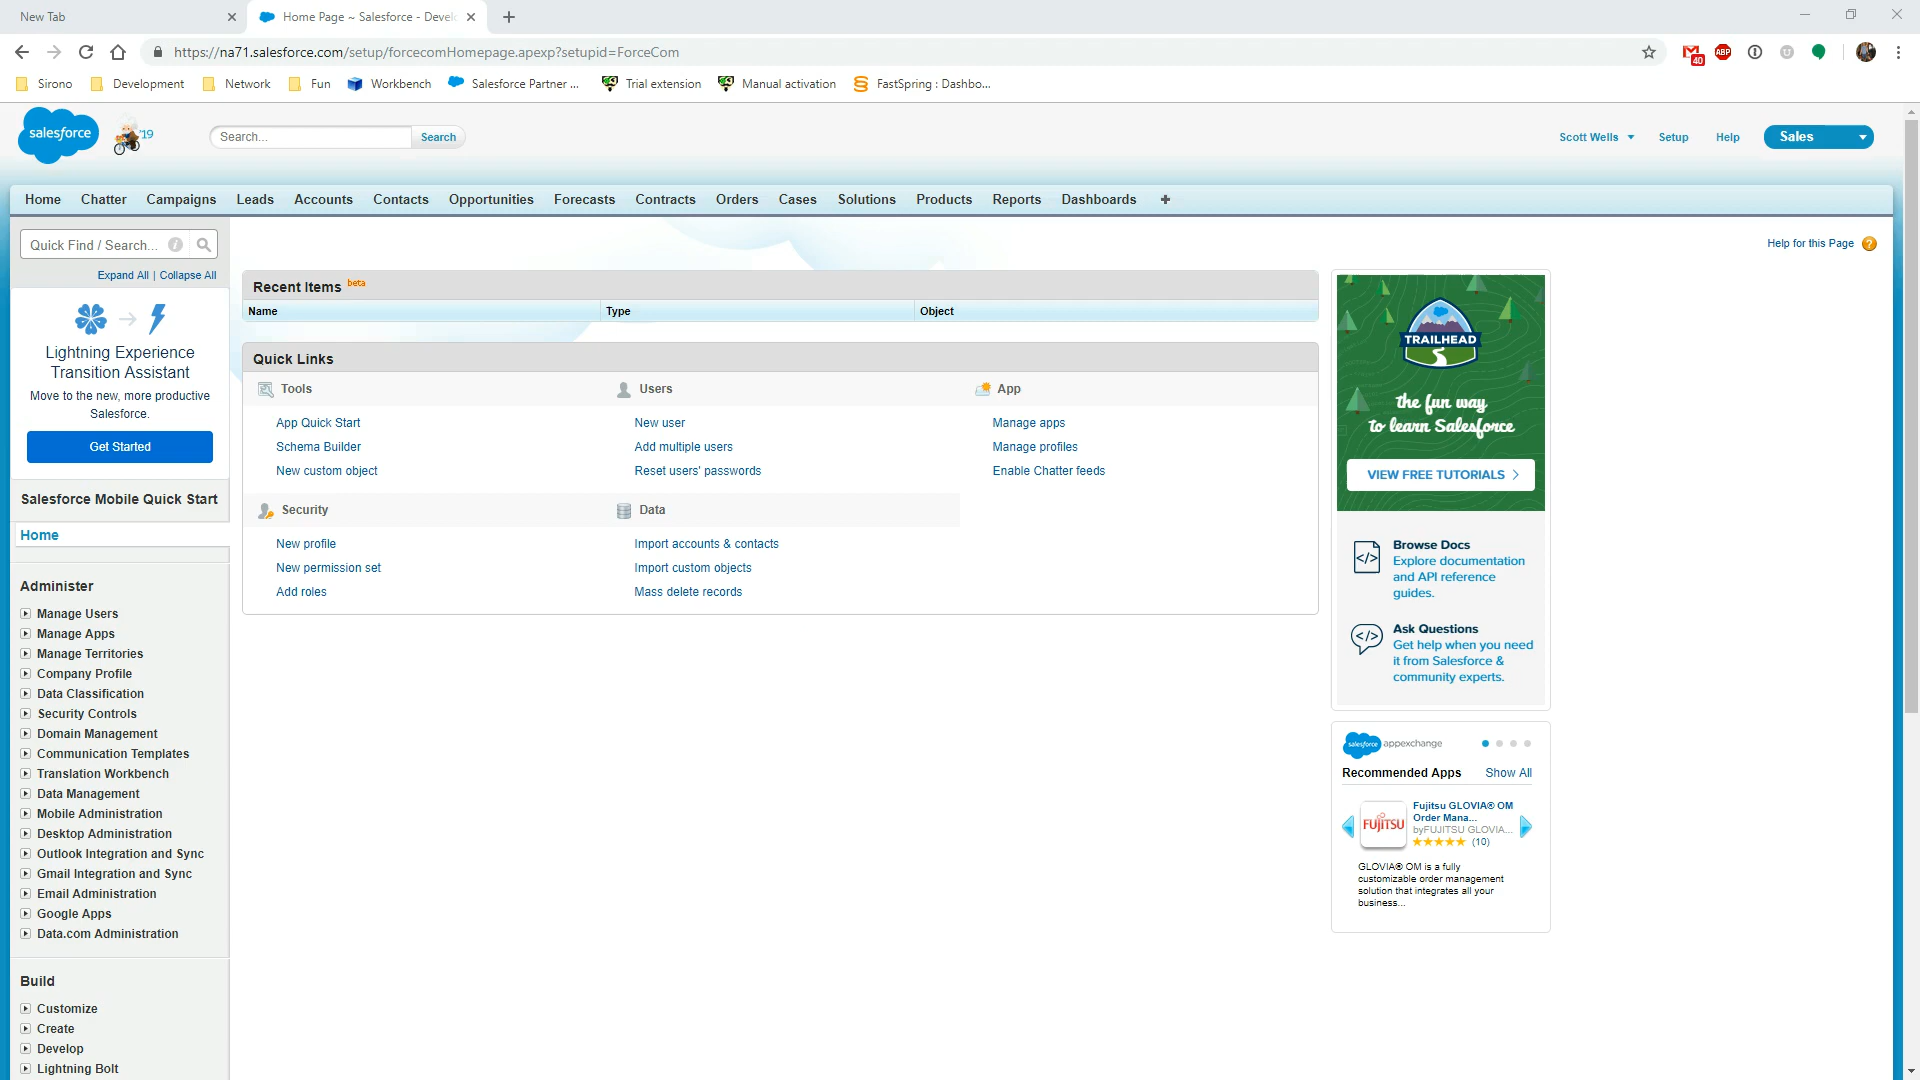 New Tab
Home Page ~ Salesforce - Develo
https://na71.salesforce.com/setup/forcecomHomepage.apexp?setupid=ForceCom
40
ABP
Sirono
Development
Network
Fun
Workbench
Salesforce Partner ...
Trial extension
Manual activation
FastSpring : Dashbo...
salesforce
'19
Search...
Search
Scott Wells
Setup
Help
Sales
Home
Chatter
Campaigns
Leads
Accounts
Contacts
Opportunities
Forecasts
Contracts
Orders
Cases
Solutions
Products
Reports
Dashboards
+
Quick Find / Search...
Expand All | Collapse All
Lightning Experience
Transition Assistant
Move to the new, more productive
Salesforce.
Get Started
Salesforce Mobile Quick Start
Home
Administer
Manage Users
Manage Apps
Manage Territories
Company Profile
Data Classification
Security Controls
Domain Management
Communication Templates
Translation Workbench
Data Management
Mobile Administration
Desktop Administration
Outlook Integration and Sync
Gmail Integration and Sync
Email Administration
Google Apps
Data.com Administration
Build
Customize
Create
Develop
Lightning Bolt
Help for this Page ?
Recent Items beta
Name
Type
Object
Quick Links
Tools
App Quick Start
Schema Builder
New custom object
Users
New user
Add multiple users
Reset users' passwords
App
Manage apps
Manage profiles
Enable Chatter feeds
Security
New profile
New permission set
Add roles
Data
Import accounts & contacts
Import custom objects
Mass delete records
TRAILHEAD
the fun way
to learn Salesforce
VIEW FREE TUTORIALS >
Browse Docs
Explore documentation
and API reference
guides.
Ask Questions
Get help when you need
it from Salesforce &
community experts.
salesforce appexchange
Recommended Apps
Show All
FUJITSU
Fujitsu GLOVIA® OM
Order Mana...
byFUJITSU GLOVIA...
(10)
GLOVIA® OM is a fully
customizable order management
solution that integrates all your
business...